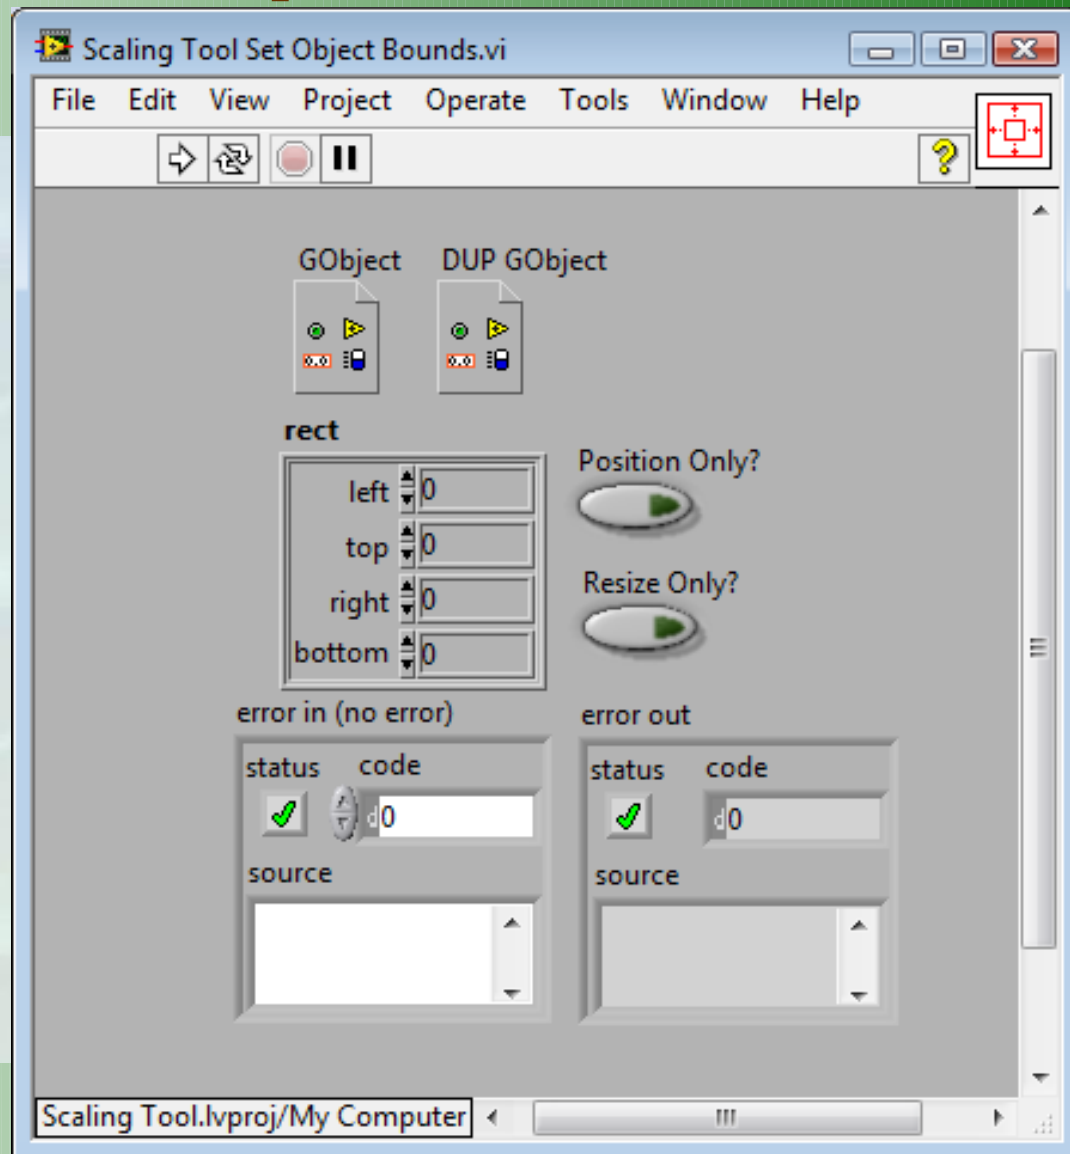 Scaling Tool Set Object Bounds.vi
File Edit View Project Operate Tools Window Help
GObject DUP GObject
rect
left 0
top 0
right 0
bottom 0
Position Only?
Resize Only?
error in (no error)
status code
d0
source
error out
status code
d0
source
Scaling Tool.lvproj/My Computer